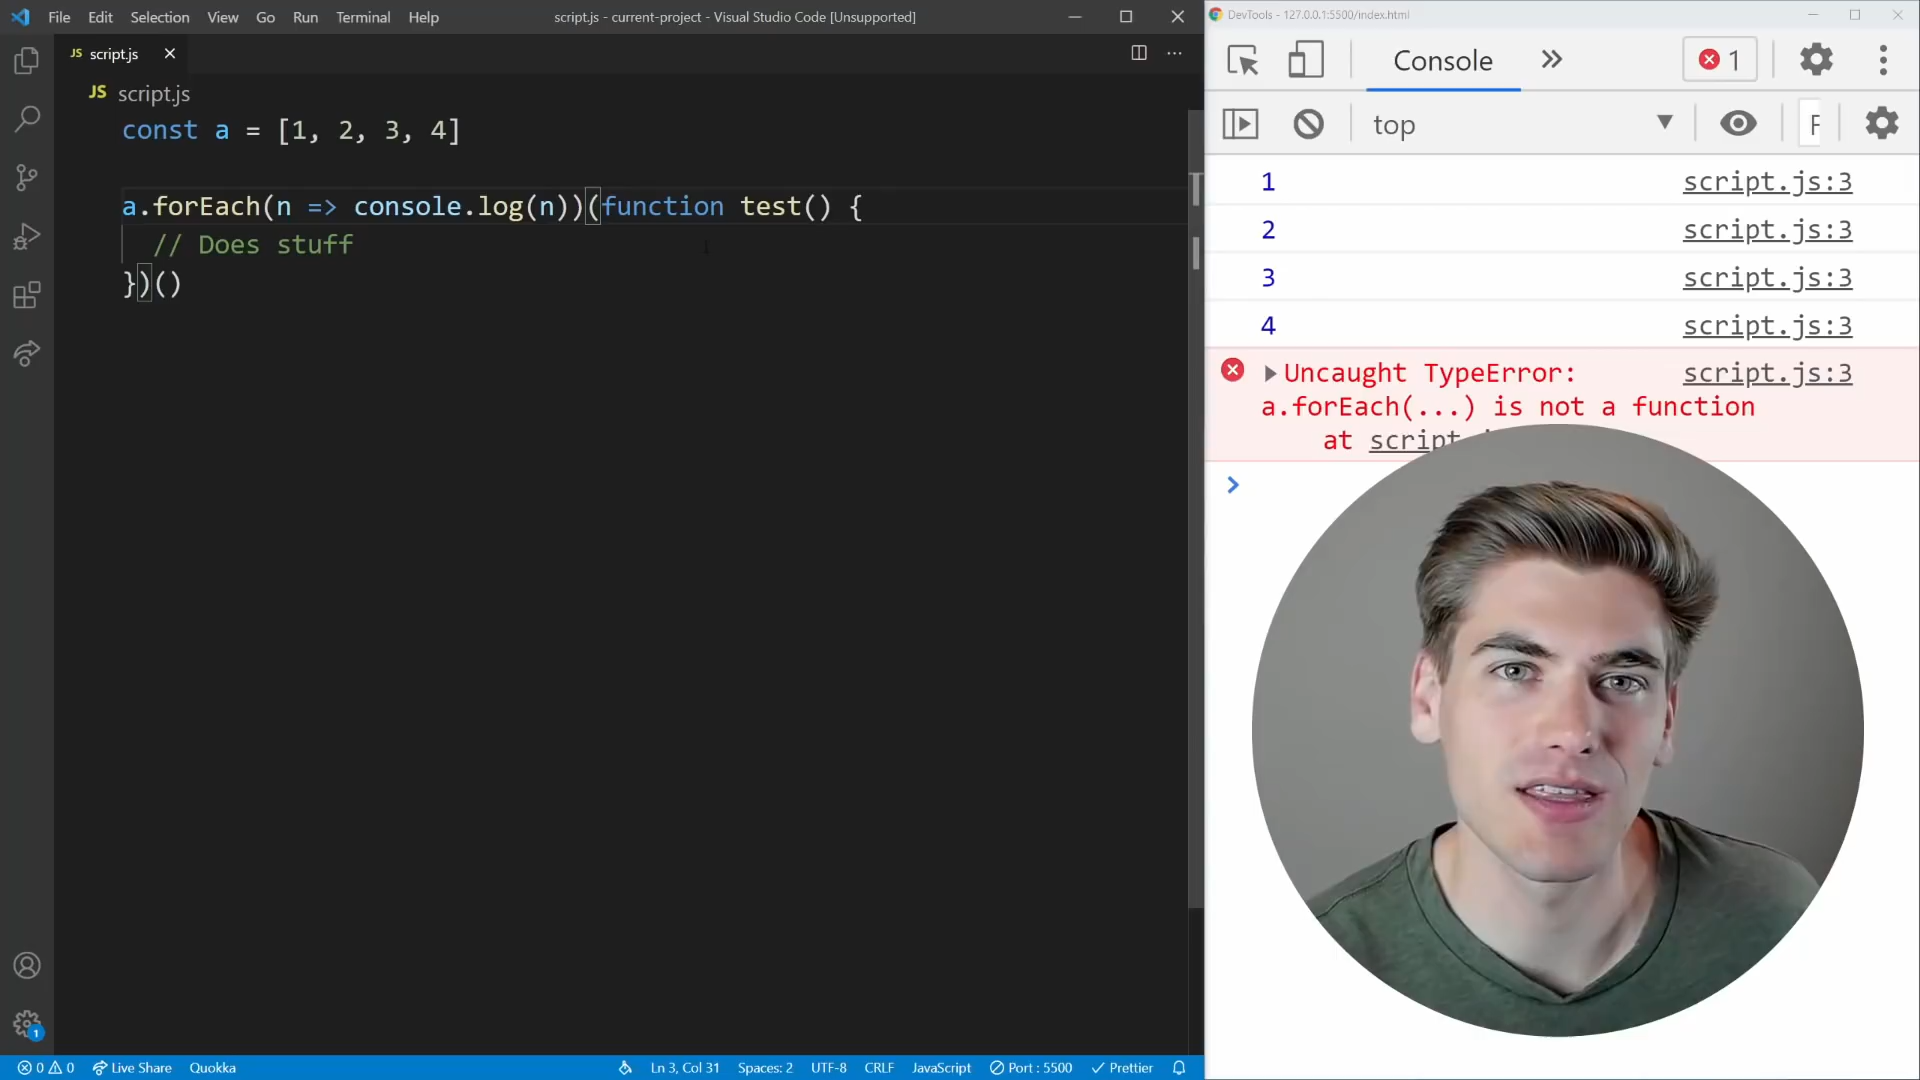 File Edit Selection View Go Run Terminal Help
script.js - current-project - Visual Studio Code [Unsupported]
JS script.js
JS script.js
const a = [1, 2, 3, 4]
a.forEach(n => console.log(n))(function test() {
// Does stuff
})()
0 0 Live Share Quokka
Ln 3, Col 31 Spaces: 2 UTF-8 CRLF JavaScript Port : 5500 Prettier
1
DevTools - 127.0.0.1:5500/index.html
Console 1
top F
1 script.js:3
2 script.js:3
3 script.js:3
4 script.js:3
Uncaught TypeError: script.js:3
a.forEach(...) is not a function
at script